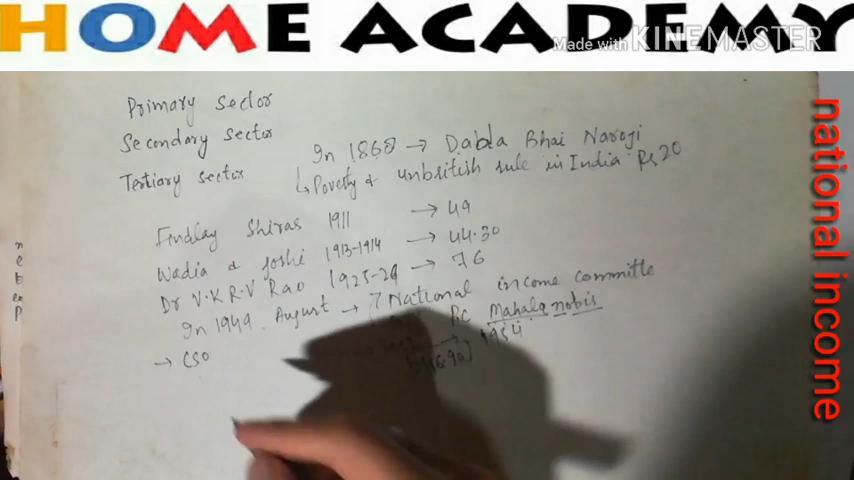 HOME ACADEMY
Made with KINEMASTER
national income
Primary sector
Secondary sector
Tertiary sector
In 1868 → Daba Bhai Naroji
↳ Poverty & unbritish rule in India Rs 20
Findlay Shiras 1911 → 49
Wadia & Joshi 1913-1914 → 44.30
Dr V.K.R.V Rao 1925-29 → 76
In 1949 August → National income committe
PC Mahalanobis
1954
→ CSO